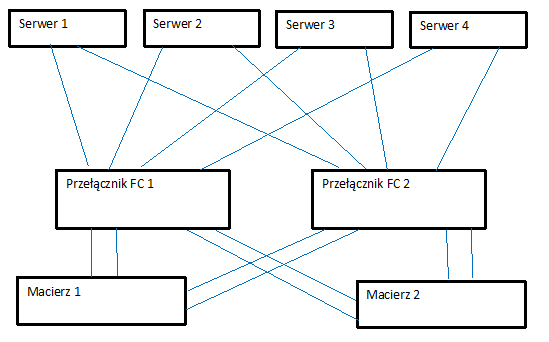 Serwer 1
Serwer 2
Serwer 3
Serwer 4
Przełącznik FC 1
Przełącznik FC 2
Macierz 1
Macierz 2